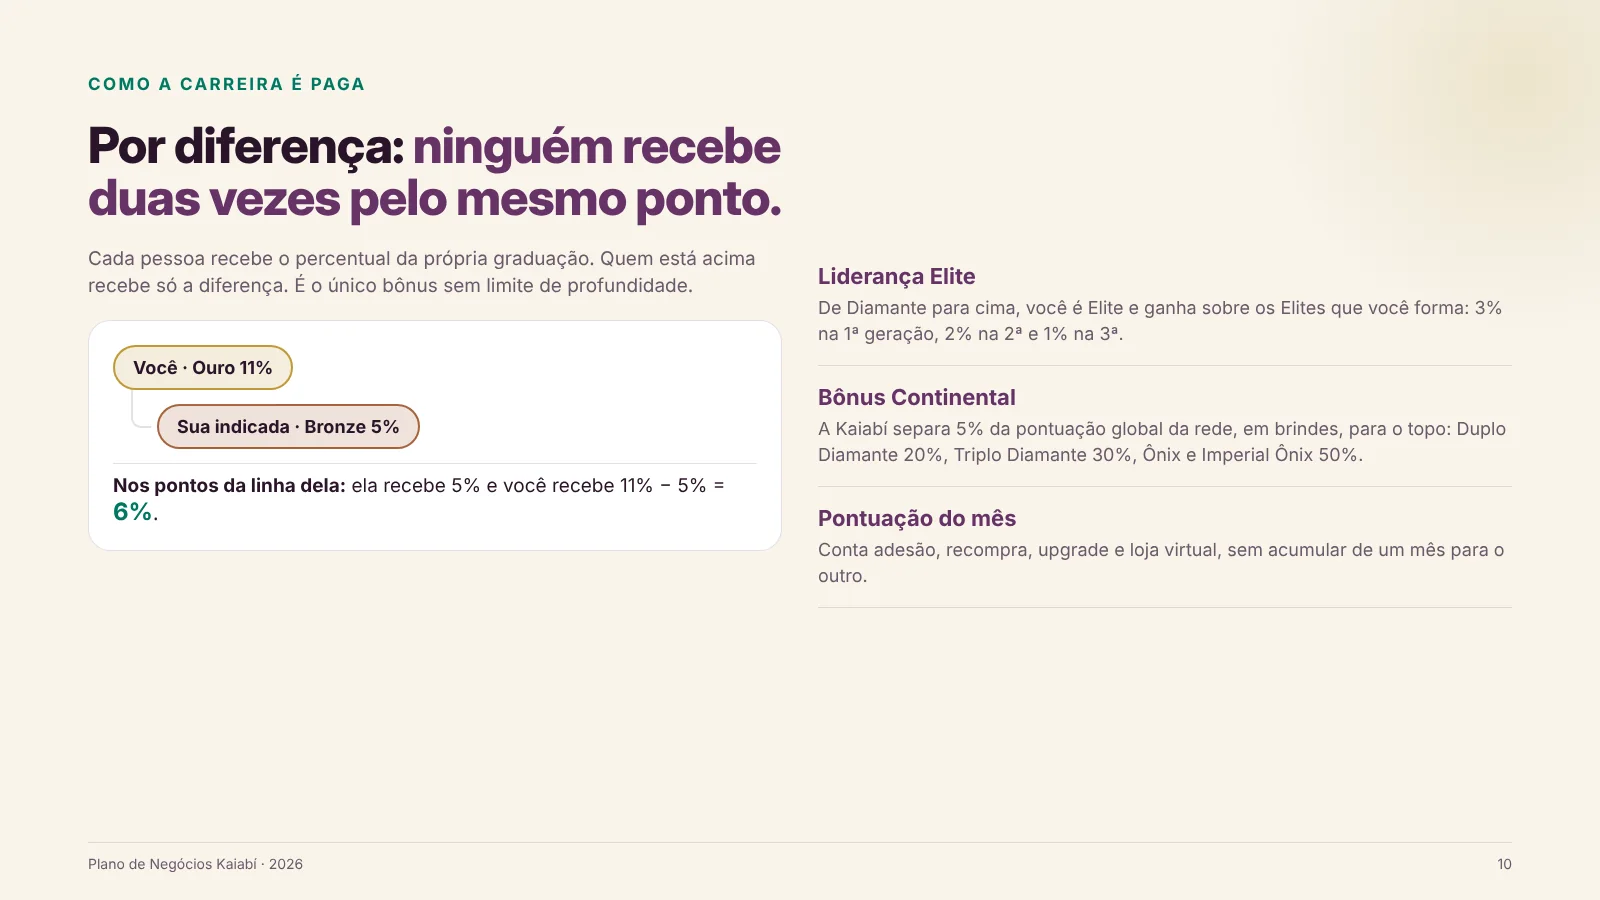 COMO A CARREIRA É PAGA
Por diferença: ninguém recebe
duas vezes pelo mesmo ponto.
Cada pessoa recebe o percentual da própria graduação. Quem está acima
recebe só a diferença. É o único bônus sem limite de profundidade.
Você · Ouro 11%
Sua indicada · Bronze 5%
Nos pontos da linha dela: ela recebe 5% e você recebe 11% − 5% =
6%.
Liderança Elite
De Diamante para cima, você é Elite e ganha sobre os Elites que você forma: 3%
na 1ª geração, 2% na 2ª e 1% na 3ª.
Bônus Continental
A Kaiabí separa 5% da pontuação global da rede, em brindes, para o topo: Duplo
Diamante 20%, Triplo Diamante 30%, Ônix e Imperial Ônix 50%.
Pontuação do mês
Conta adesão, recompra, upgrade e loja virtual, sem acumular de um mês para o
outro.
Plano de Negócios Kaiabí · 2026
10